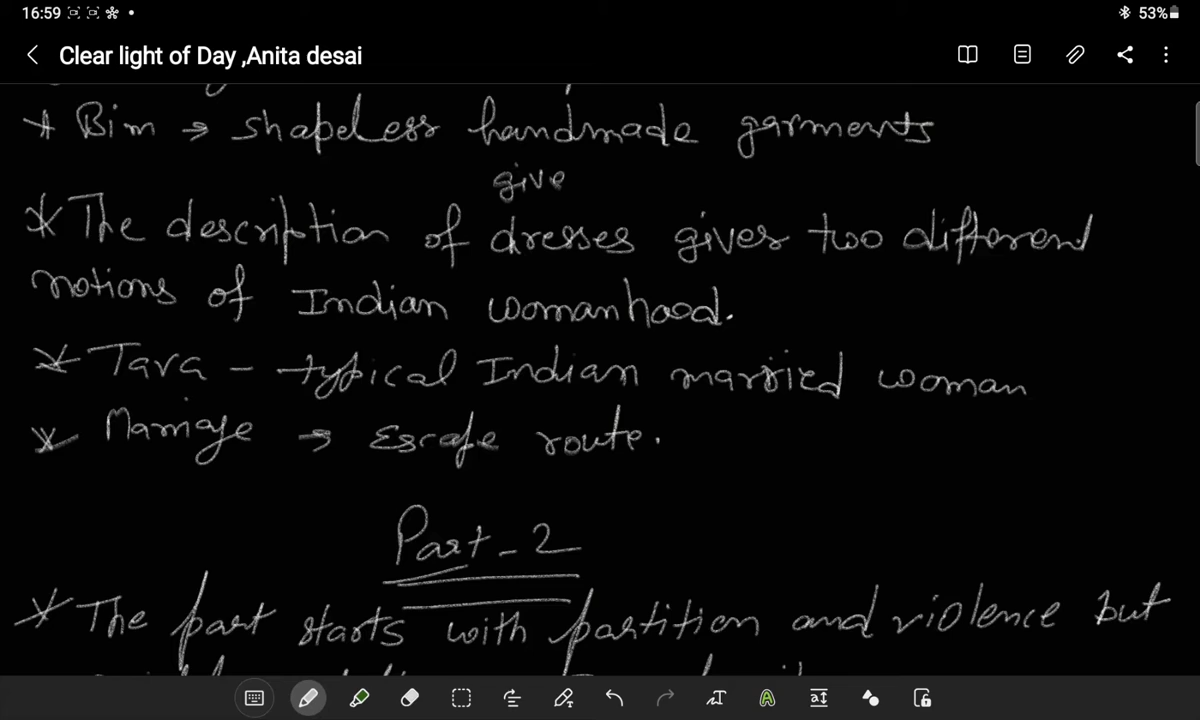 16:59
53%
Clear light of Day ,Anita desai
* Bim → shapeless handmade garments
give
* The description of dresses gives two different
notions of Indian womanhood.
* Tara - typical Indian married woman
* Marriage → Escape route.
Part - 2
* The part starts with partition and violence but